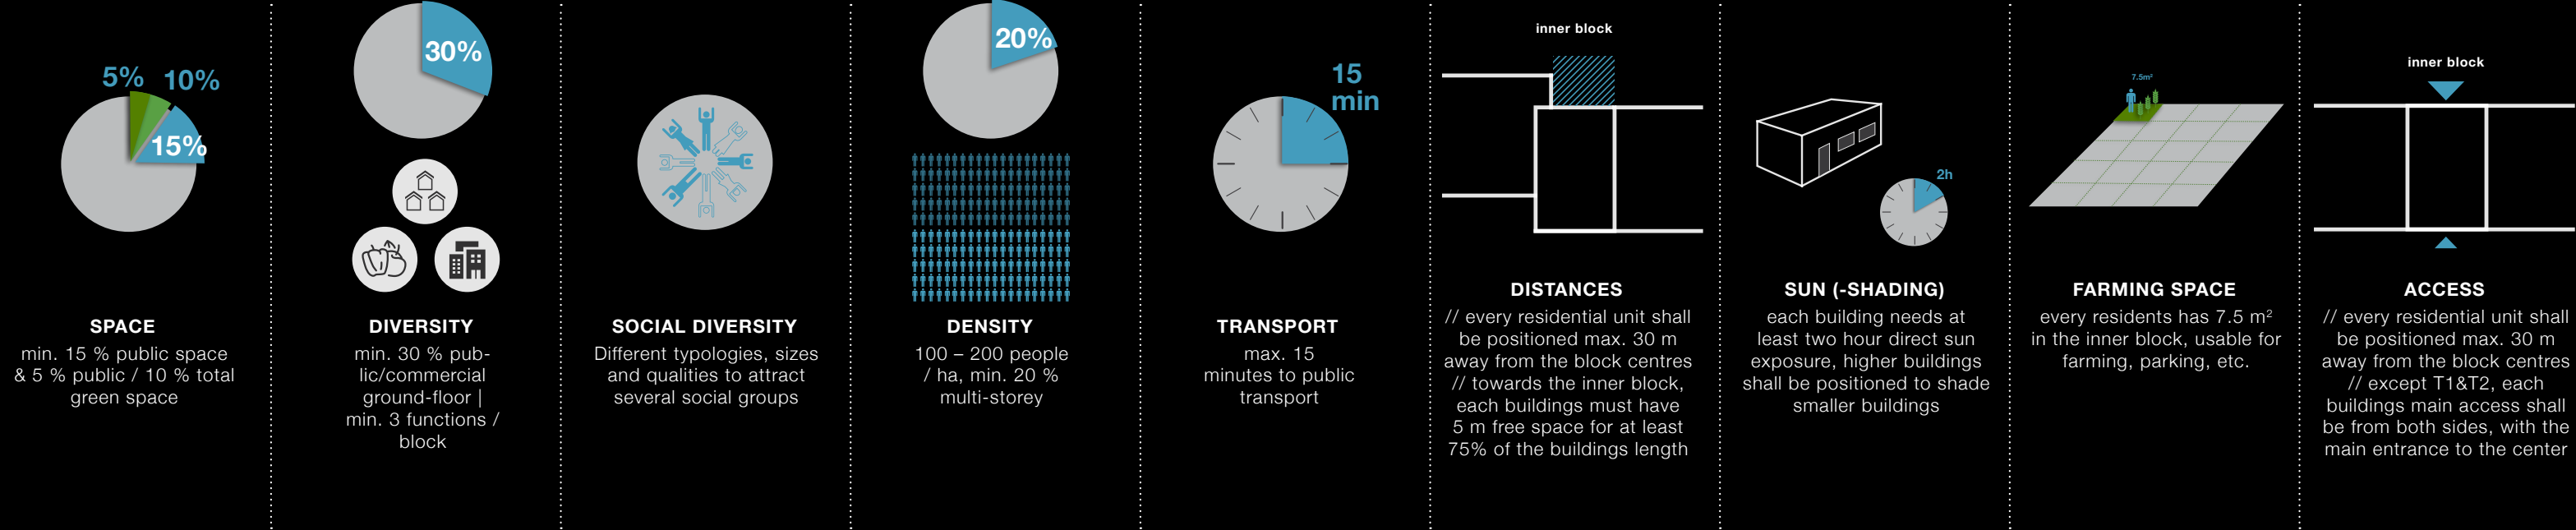 5%
10%
15%
SPACE
min. 15 % public space
& 5 % public / 10 % total
green space
30%
DIVERSITY
min. 30 % pub-
lic/commercial
ground-floor |
min. 3 functions /
block
SOCIAL DIVERSITY
Different typologies, sizes
and qualities to attract
several social groups
20%
DENSITY
100 – 200 people
/ ha, min. 20 %
multi-storey
15
min
TRANSPORT
max. 15
minutes to public
transport
inner block
DISTANCES
// every residential unit shall
be positioned max. 30 m
away from the block centres
// towards the inner block,
each buildings must have
5 m free space for at least
75% of the buildings length
2h
SUN (-SHADING)
each building needs at
least two hour direct sun
exposure, higher buildings
shall be positioned to shade
smaller buildings
7.5m²
FARMING SPACE
every residents has 7.5 m²
in the inner block, usable for
farming, parking, etc.
inner block
ACCESS
// every residential unit shall
be positioned max. 30 m
away from the block centres
// except T1&T2, each
buildings main access shall
be from both sides, with the
main entrance to the center